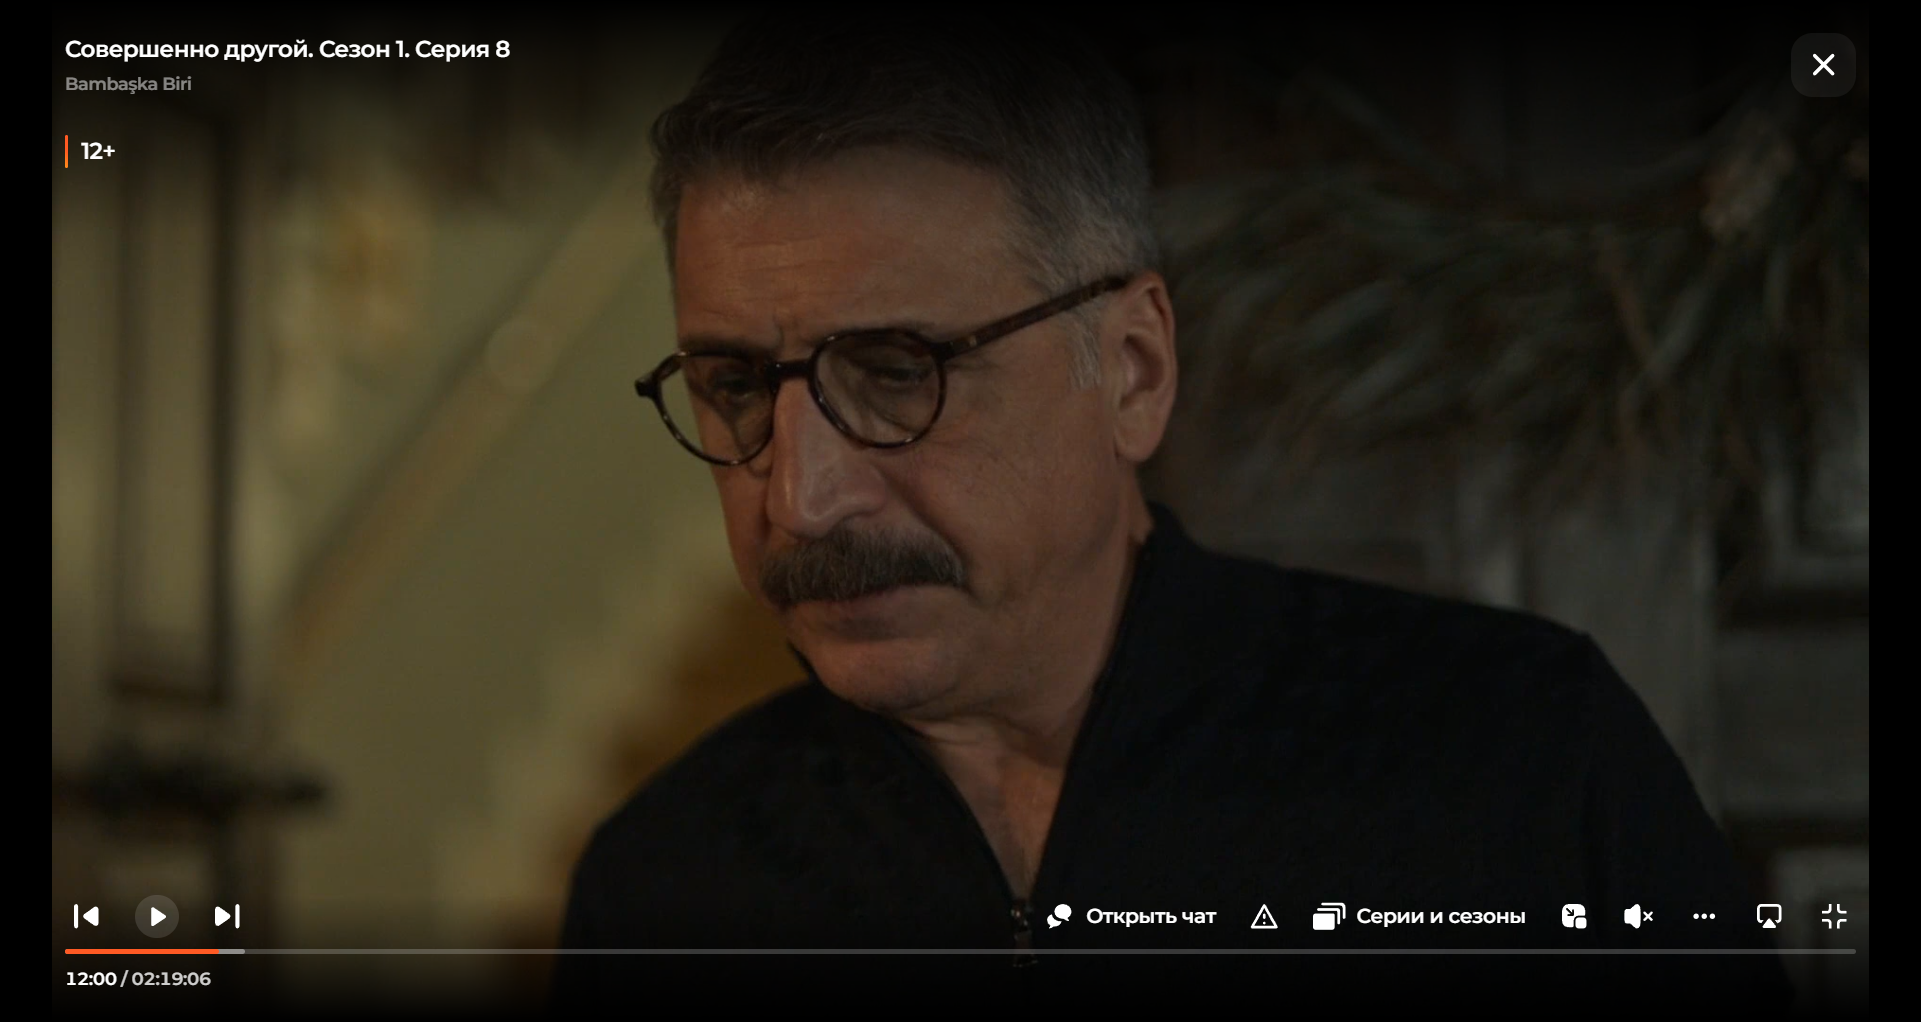 Совершенно другой. Сезон 1. Серия 8
Bambaşka Biri
12+
Открыть чат
Серии и сезоны
12:00 / 02:19:06